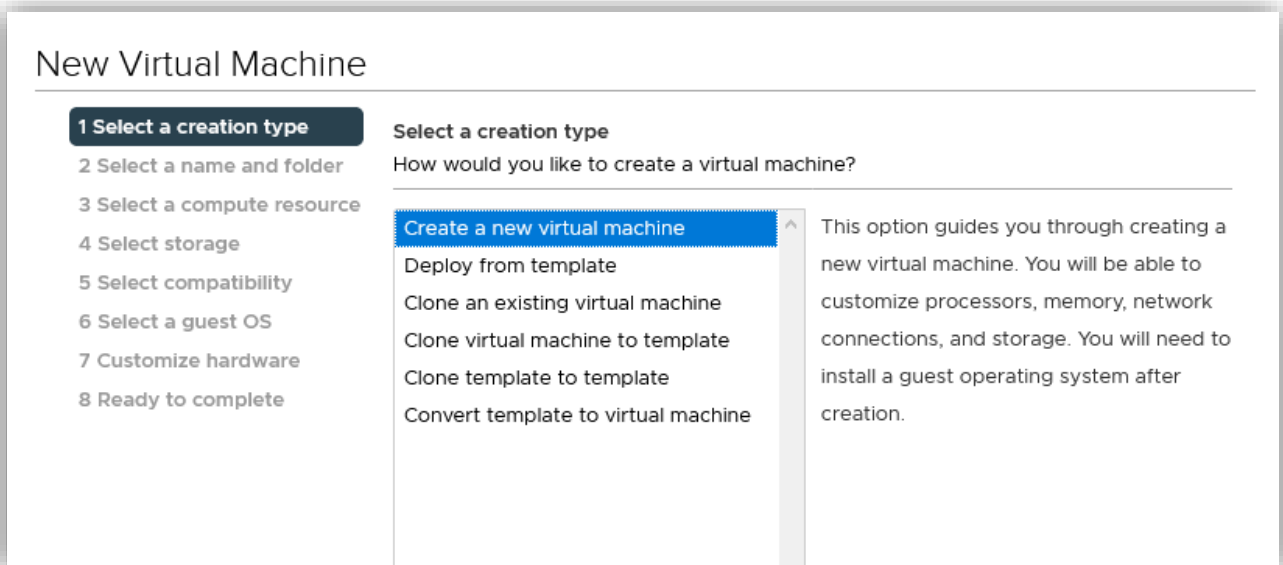 New Virtual Machine
1 Select a creation type
2 Select a name and folder
3 Select a compute resource
4 Select storage
5 Select compatibility
6 Select a guest OS
7 Customize hardware
8 Ready to complete
Select a creation type
How would you like to create a virtual machine?
Create a new virtual machine
Deploy from template
Clone an existing virtual machine
Clone virtual machine to template
Clone template to template
Convert template to virtual machine
This option guides you through creating a
new virtual machine. You will be able to
customize processors, memory, network
connections, and storage. You will need to
install a guest operating system after
creation.